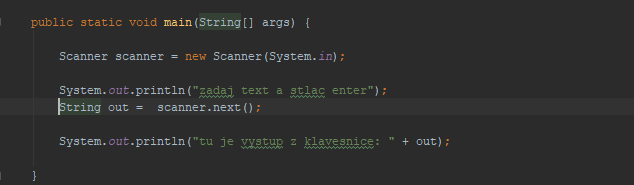 public static void main(String[] args) {
Scanner scanner = new Scanner(System.in);
System.out.println("zadaj text a stlac enter");
String out =  scanner.next();
System.out.println("tu je vystup z klavesnice: " + out);
}